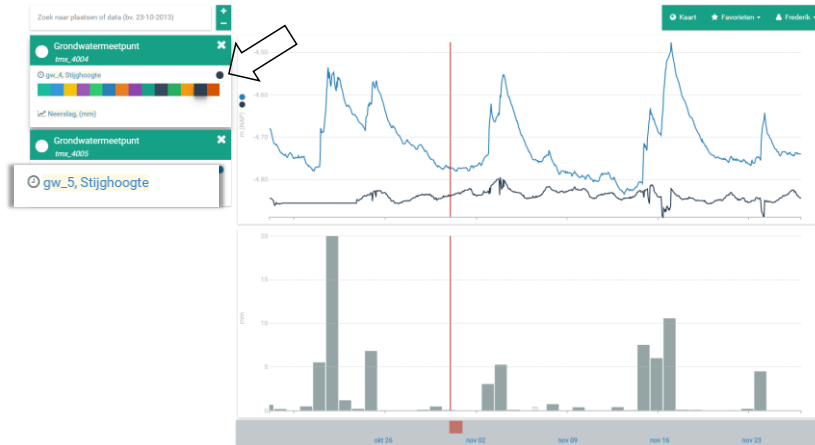 Zoek naar plaatsen of data (bv. 23-10-2013)
+
−
Kaart
Favorieten
Frederik
Grondwatermeetpunt
tmx_4004
gw_4, Stijghoogte
Neerslag, (mm)
Grondwatermeetpunt
tmx_4005
gw_5, Stijghoogte
-4.50
-4.60
-4.70
-4.80
m (NAP)
20
15
10
5
0
mm
okt 26
nov 02
nov 09
nov 16
nov 23